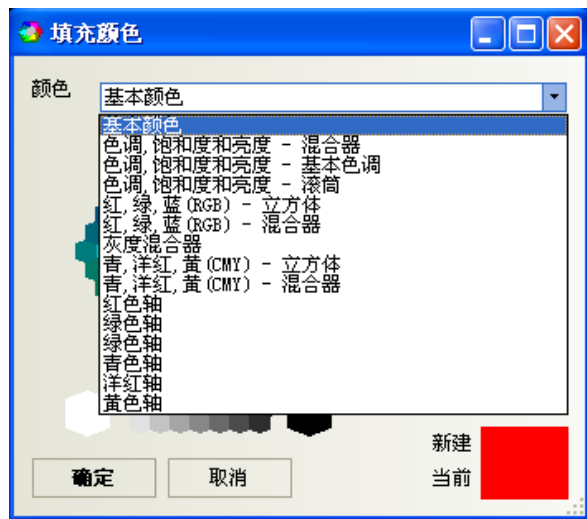 填充颜色
颜色
基本颜色
基本颜色
色调,饱和度和亮度 - 混合器
色调,饱和度和亮度 - 基本色调
色调,饱和度和亮度 - 滚筒
红,绿,蓝(RGB) - 立方体
红,绿,蓝(RGB) - 混合器
灰度混合器
青,洋红,黄(CMY) - 立方体
青,洋红,黄(CMY) - 混合器
红色轴
绿色轴
绿色轴
青色轴
洋红轴
黄色轴
新建
当前
确定
取消